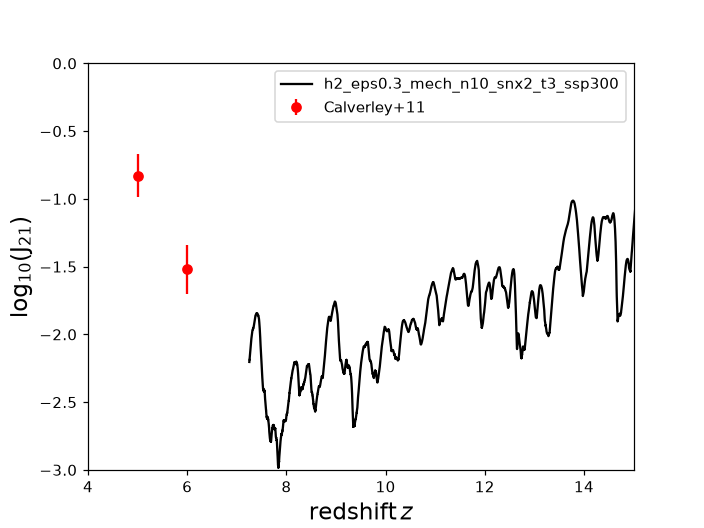 h2_eps0.3_mech_n10_snx2_t3_ssp300
Calverley+11
0.0
−0.5
−1.0
−1.5
−2.0
−2.5
−3.0
log₁₀(J₂₁)
4 6 8 10 12 14
redshift z